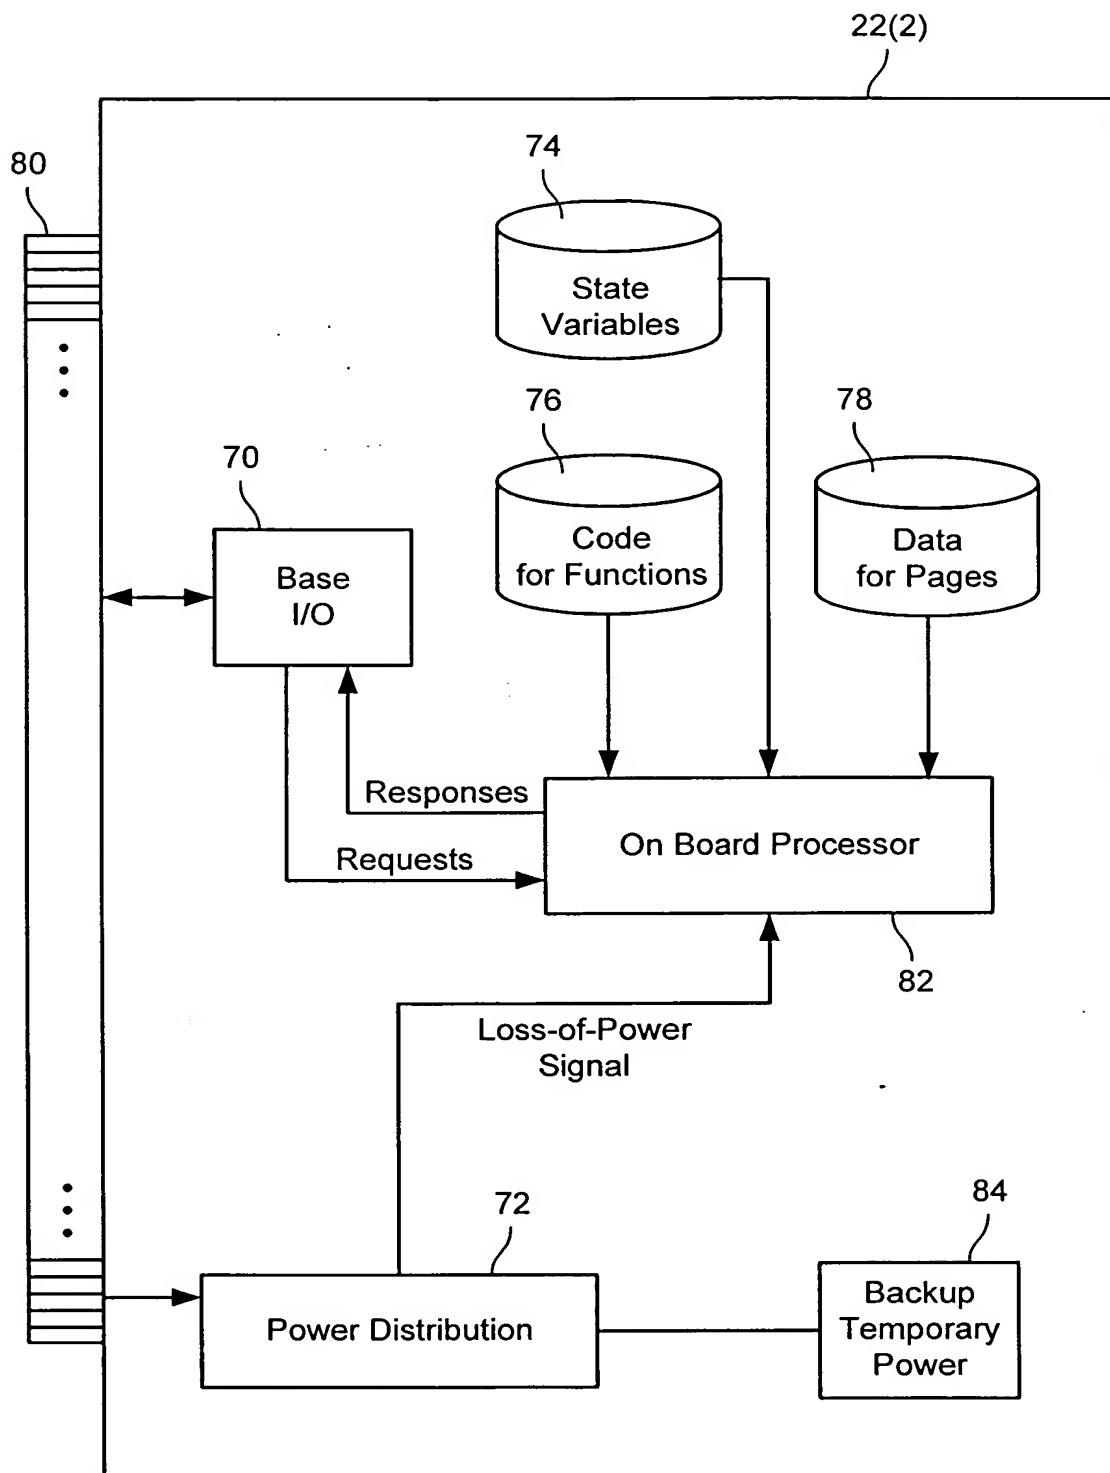 22(2)
80
74
State
Variables
76
78
70
Code
for Functions
Data
for Pages
Base
I/O
Responses
On Board Processor
Requests
82
Loss-of-Power
Signal
72
84
Power Distribution
Backup
Temporary
Power